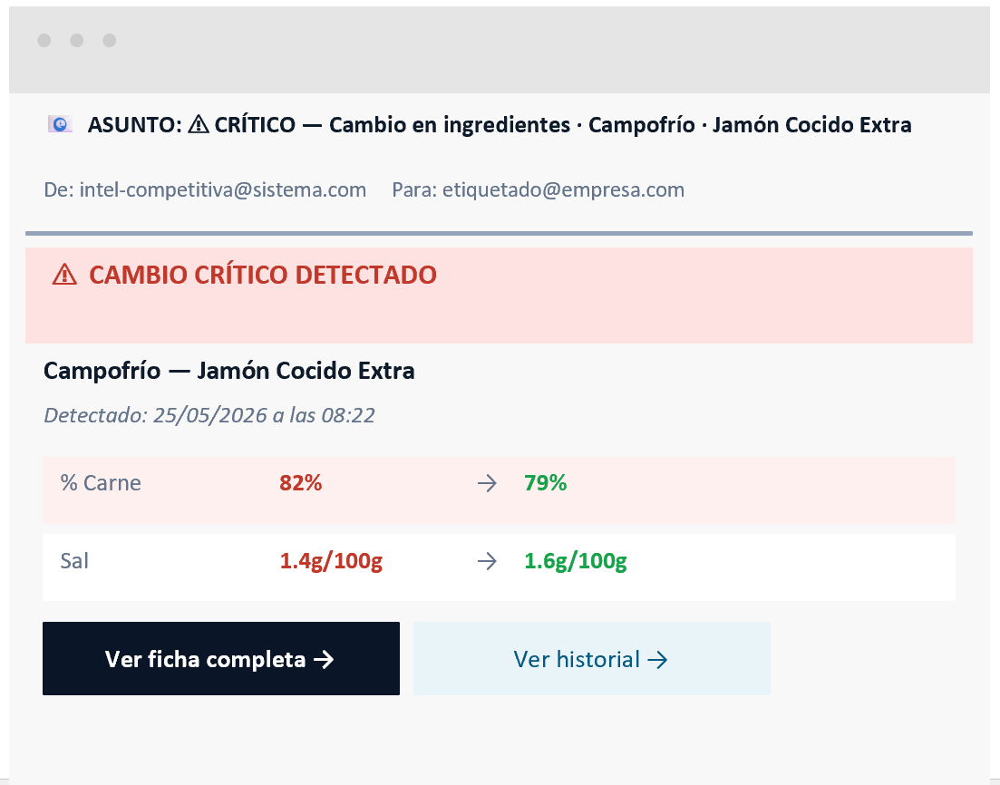 ASUNTO: ⚠ CRÍTICO — Cambio en ingredientes · Campofrío · Jamón Cocido Extra
De: intel-competitiva@sistema.com Para: etiquetado@empresa.com
⚠ CAMBIO CRÍTICO DETECTADO
Campofrío — Jamón Cocido Extra
Detectado: 25/05/2026 a las 08:22
% Carne 82% → 79%
Sal 1.4g/100g → 1.6g/100g
Ver ficha completa → Ver historial →